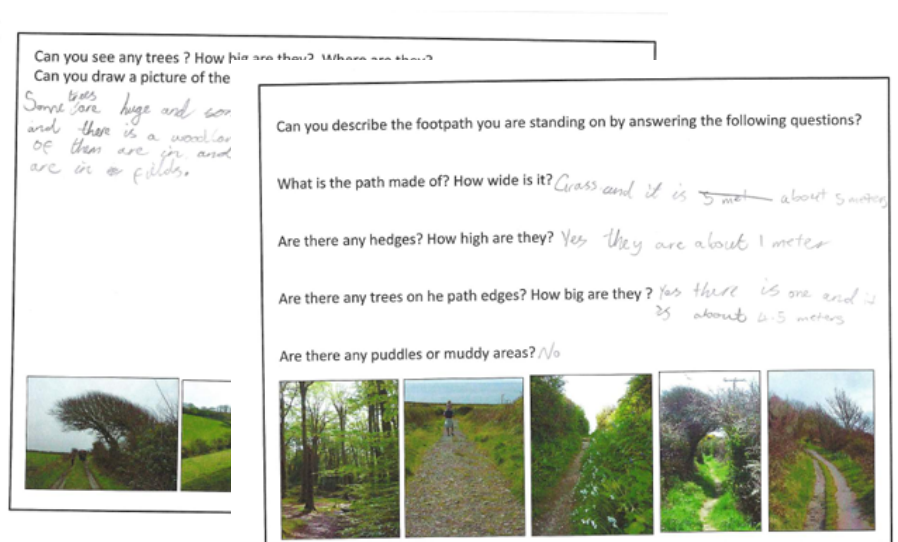 Can you see any trees ? How big are they? Where are they?
Can you draw a picture of the
Some trees are huge and
and there is a
of them are in and
are in fields.
Can you describe the footpath you are standing on by answering the following questions?
What is the path made of? How wide is it? Grass and it is 5 met about 5 meters
Are there any hedges? How high are they? Yes they are about 1 meter
Are there any trees on he path edges? How big are they ? Yes there is one and it
is about 4.5 meters
Are there any puddles or muddy areas? No